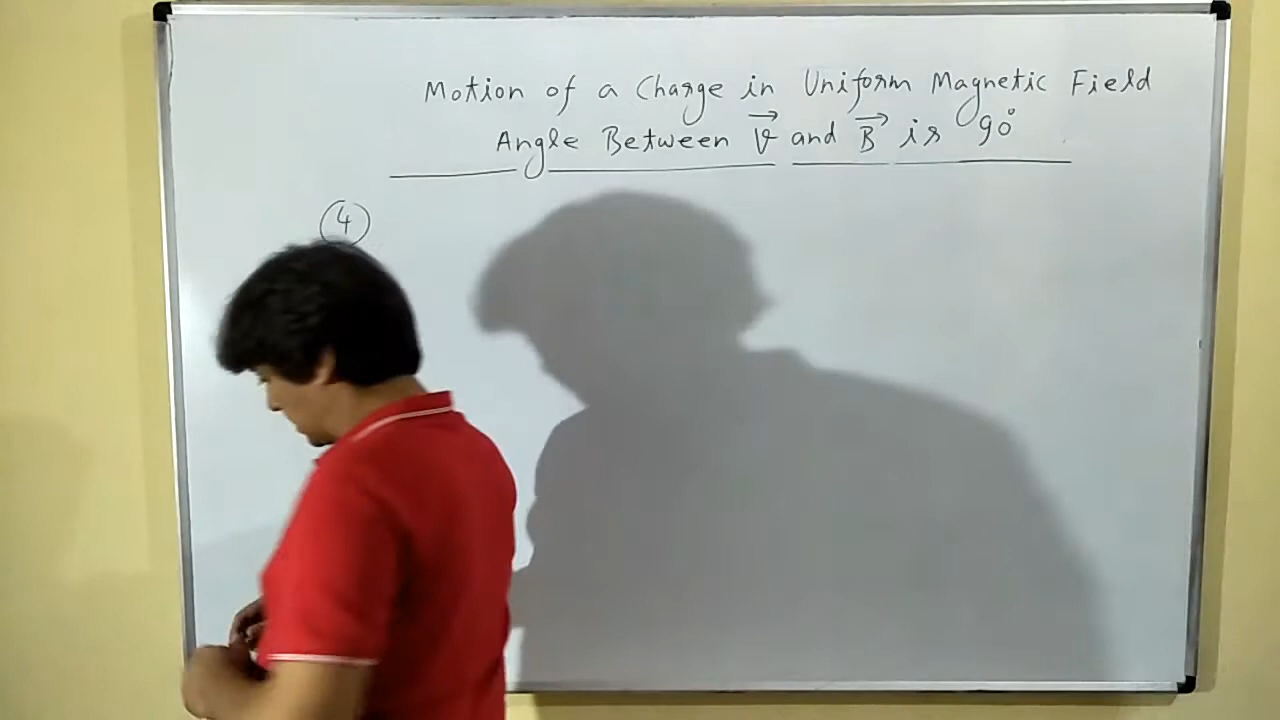 Motion of a Charge in Uniform Magnetic Field
Angle Between v⃗ and B⃗ is 90°
4